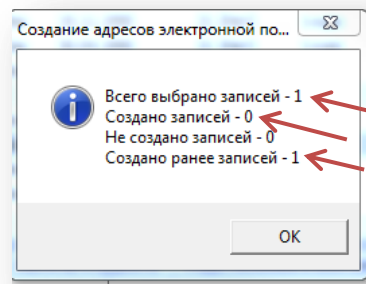 Создание адресов электронной по...
Всего выбрано записей - 1
Создано записей - 0
Не создано записей - 0
Создано ранее записей - 1
OK